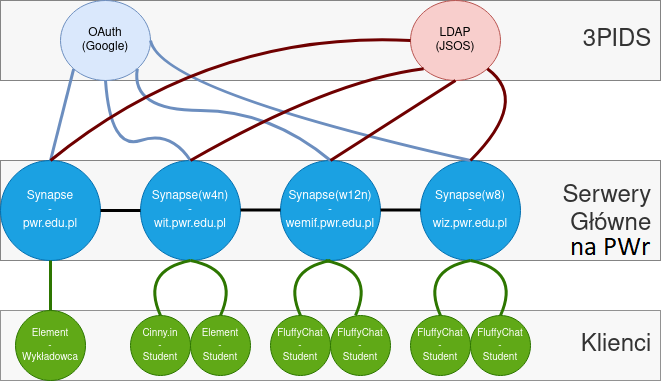 OAuth
(Google)
LDAP
(JSOS)
3PIDS
Synapse
-
pwr.edu.pl
Synapse(w4n)
-
wit.pwr.edu.pl
Synapse(w12n)
-
wemif.pwr.edu.pl
Synapse(w8)
-
wiz.pwr.edu.pl
Serwery
Główne
na PWr
Element
-
Wykładowca
Cinny.in
-
Student
Element
-
Student
FluffyChat
-
Student
FluffyChat
-
Student
FluffyChat
-
Student
FluffyChat
-
Student
Klienci